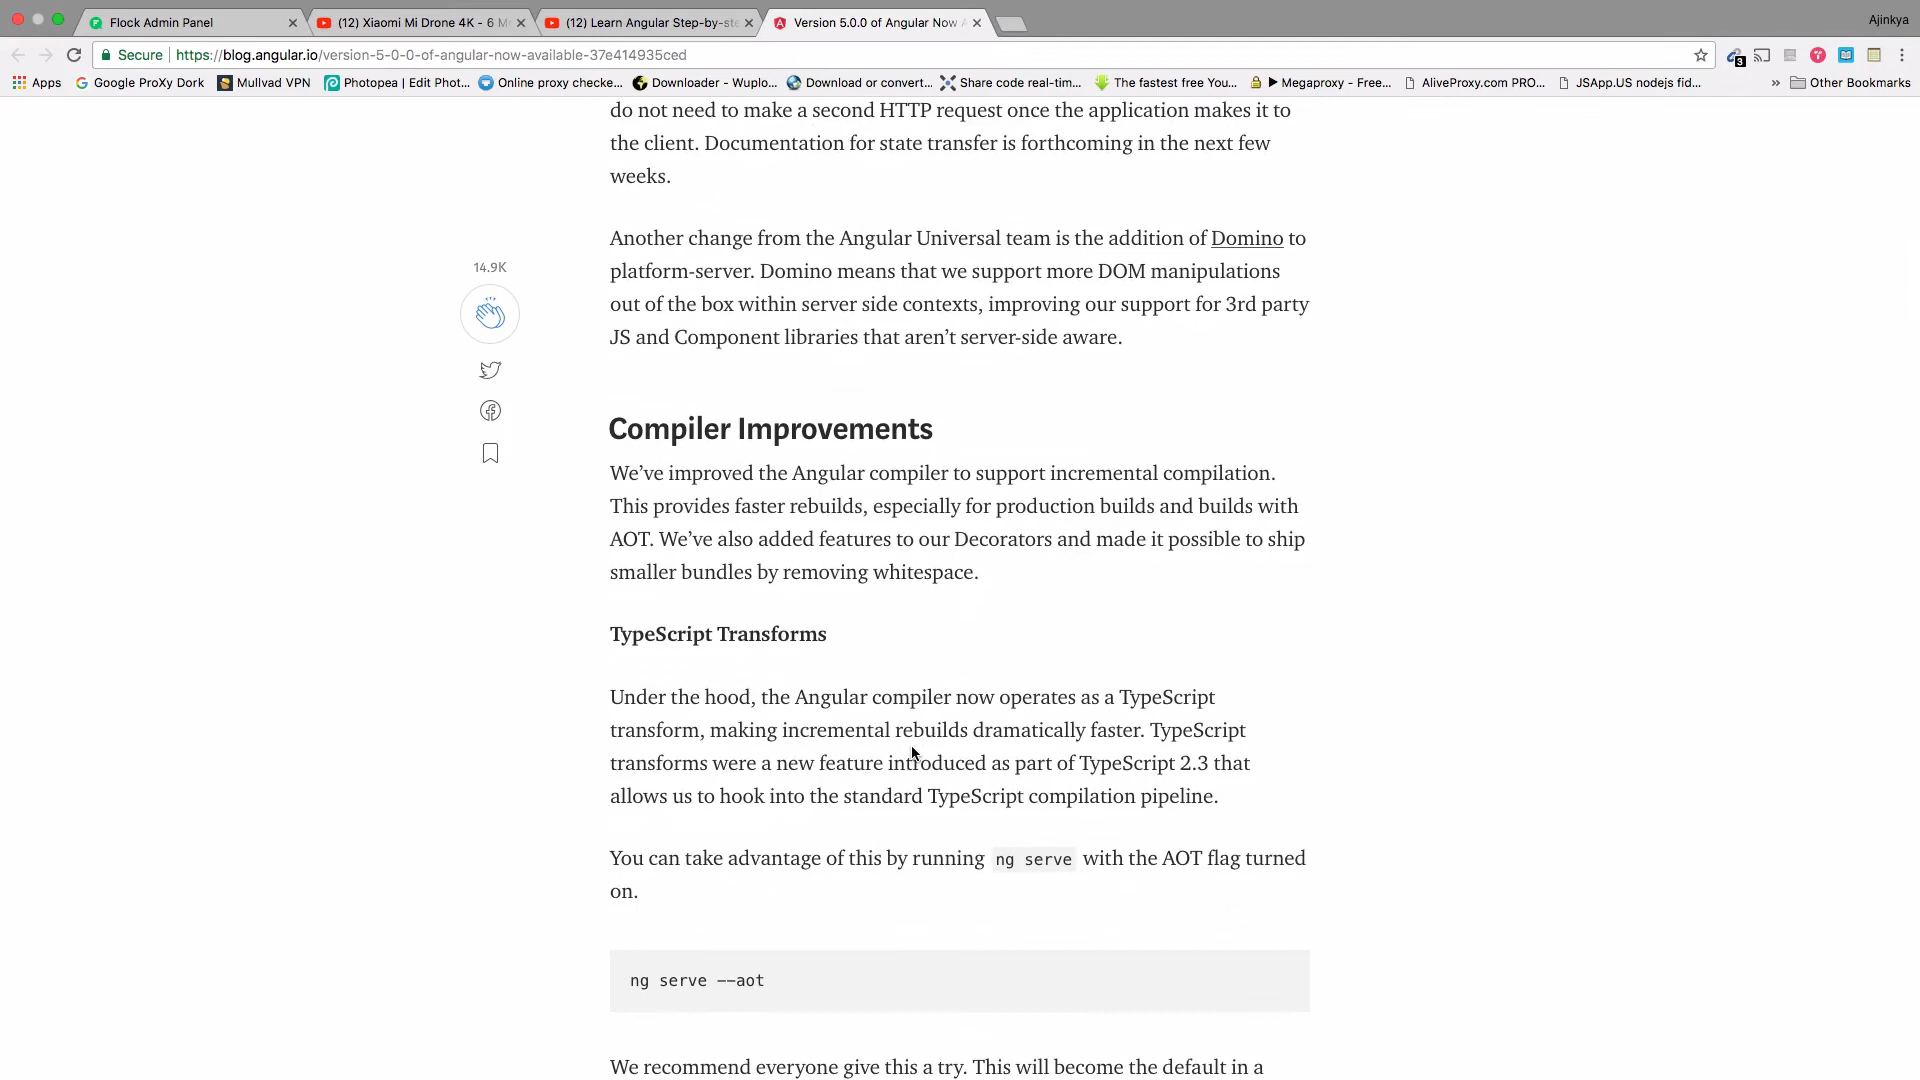 Flock Admin Panel
(12) Xiaomi Mi Drone 4K - 6 M
(12) Learn Angular Step-by-ste
Version 5.0.0 of Angular Now A
Ajinkya
Secure
https://blog.angular.io/version-5-0-0-of-angular-now-available-37e414935ced
3
Apps
Google ProXy Dork
Mullvad VPN
Photopea | Edit Phot...
Online proxy checke...
Downloader - Wuplo...
Download or convert...
Share code real-tim...
The fastest free You...
Megaproxy - Free...
AliveProxy.com PRO...
JSApp.US nodejs fid...
»
Other Bookmarks
do not need to make a second HTTP request once the application makes it to
the client. Documentation for state transfer is forthcoming in the next few
weeks.
Another change from the Angular Universal team is the addition of Domino to
platform-server. Domino means that we support more DOM manipulations
out of the box within server side contexts, improving our support for 3rd party
JS and Component libraries that aren’t server-side aware.
14.9K
Compiler Improvements
We’ve improved the Angular compiler to support incremental compilation.
This provides faster rebuilds, especially for production builds and builds with
AOT. We’ve also added features to our Decorators and made it possible to ship
smaller bundles by removing whitespace.
TypeScript Transforms
Under the hood, the Angular compiler now operates as a TypeScript
transform, making incremental rebuilds dramatically faster. TypeScript
transforms were a new feature introduced as part of TypeScript 2.3 that
allows us to hook into the standard TypeScript compilation pipeline.
You can take advantage of this by running ng serve with the AOT flag turned
on.
ng serve --aot
We recommend everyone give this a try. This will become the default in a